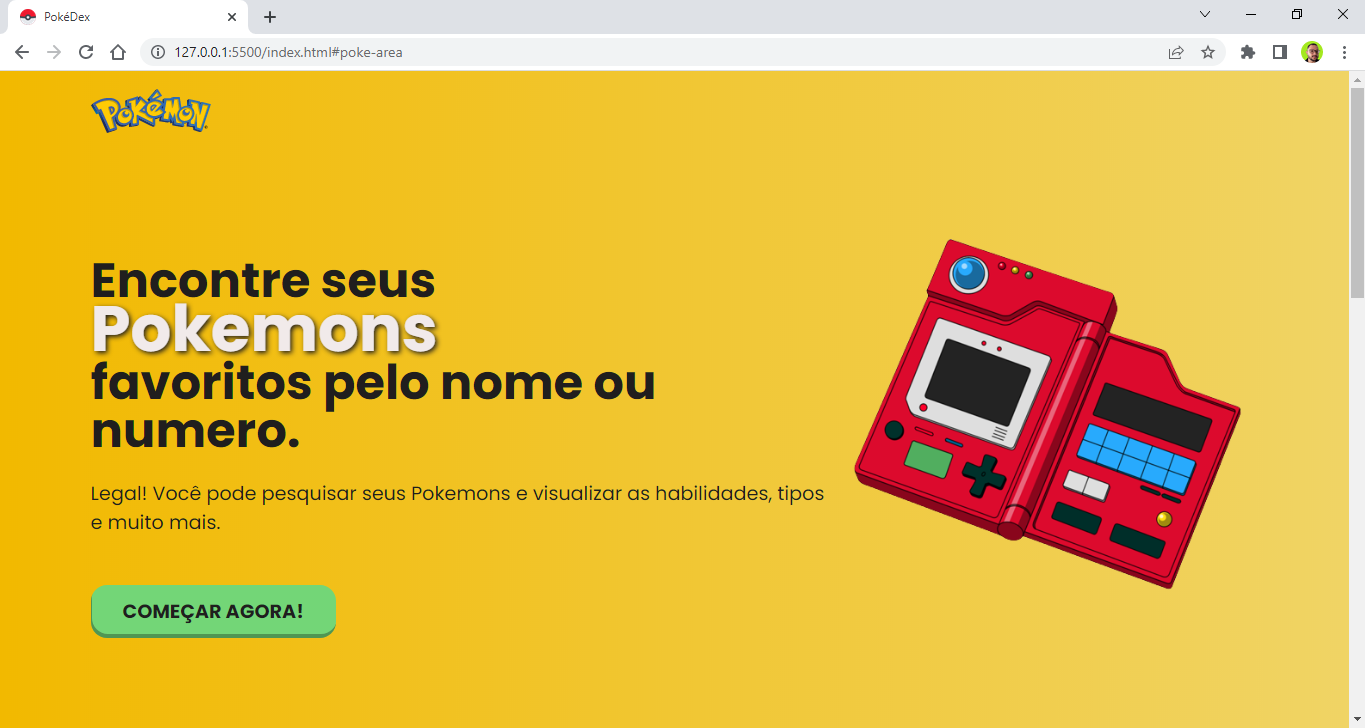 PokéDex
127.0.0.1:5500/index.html#poke-area
POKéMON
Encontre seus
Pokemons
favoritos pelo nome ou
numero.
Legal! Você pode pesquisar seus Pokemons e visualizar as habilidades, tipos
e muito mais.
COMEÇAR AGORA!